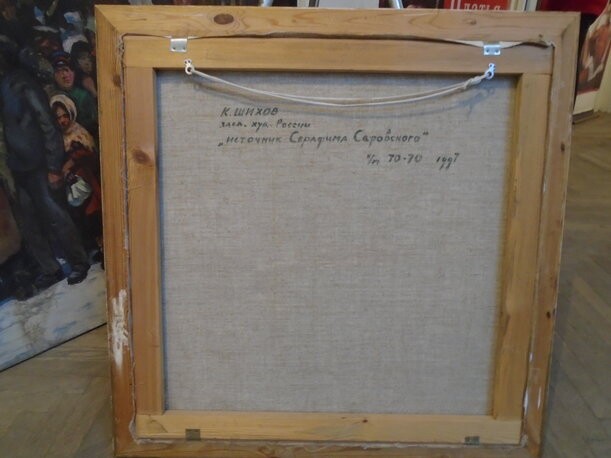 К. ШИХОВ
засл. худ. России
„источник Серафима Саровского"
х/м 70-70 1997